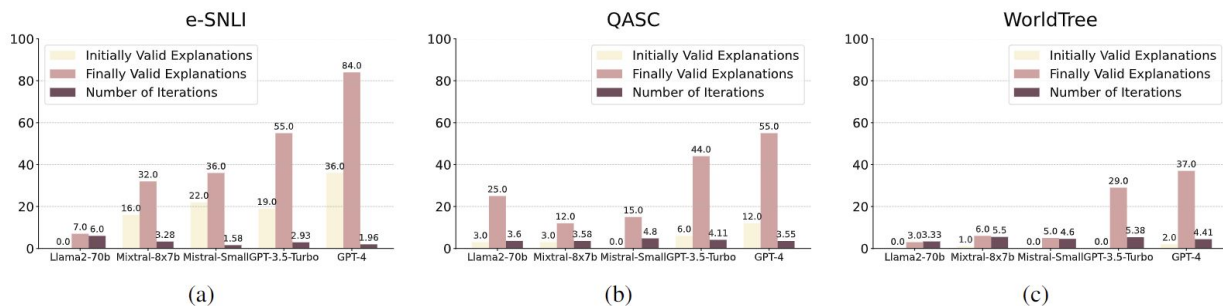 e-SNLI
100
80
60
40
20
0
Initially Valid Explanations
Finally Valid Explanations
Number of Iterations
0.0 7.0 6.0
16.0 32.0 3.28
22.0 36.0 1.58
19.0 55.0 2.93
36.0 84.0 1.96
Llama2-70b Mixtral-8x7b Mistral-Small GPT-3.5-Turbo GPT-4
(a)
QASC
100
80
60
40
20
0
Initially Valid Explanations
Finally Valid Explanations
Number of Iterations
3.0 25.0 3.6
3.0 12.0 3.58
0.0 15.0 4.8
6.0 44.0 4.11
12.0 55.0 3.55
Llama2-70b Mixtral-8x7b Mistral-Small GPT-3.5-Turbo GPT-4
(b)
WorldTree
100
80
60
40
20
0
Initially Valid Explanations
Finally Valid Explanations
Number of Iterations
0.0 3.0 3.33
1.0 6.0 5.5
0.0 5.0 4.6
0.0 29.0 5.38
2.0 37.0 4.41
Llama2-70b Mixtral-8x7b Mistral-Small GPT-3.5-Turbo GPT-4
(c)